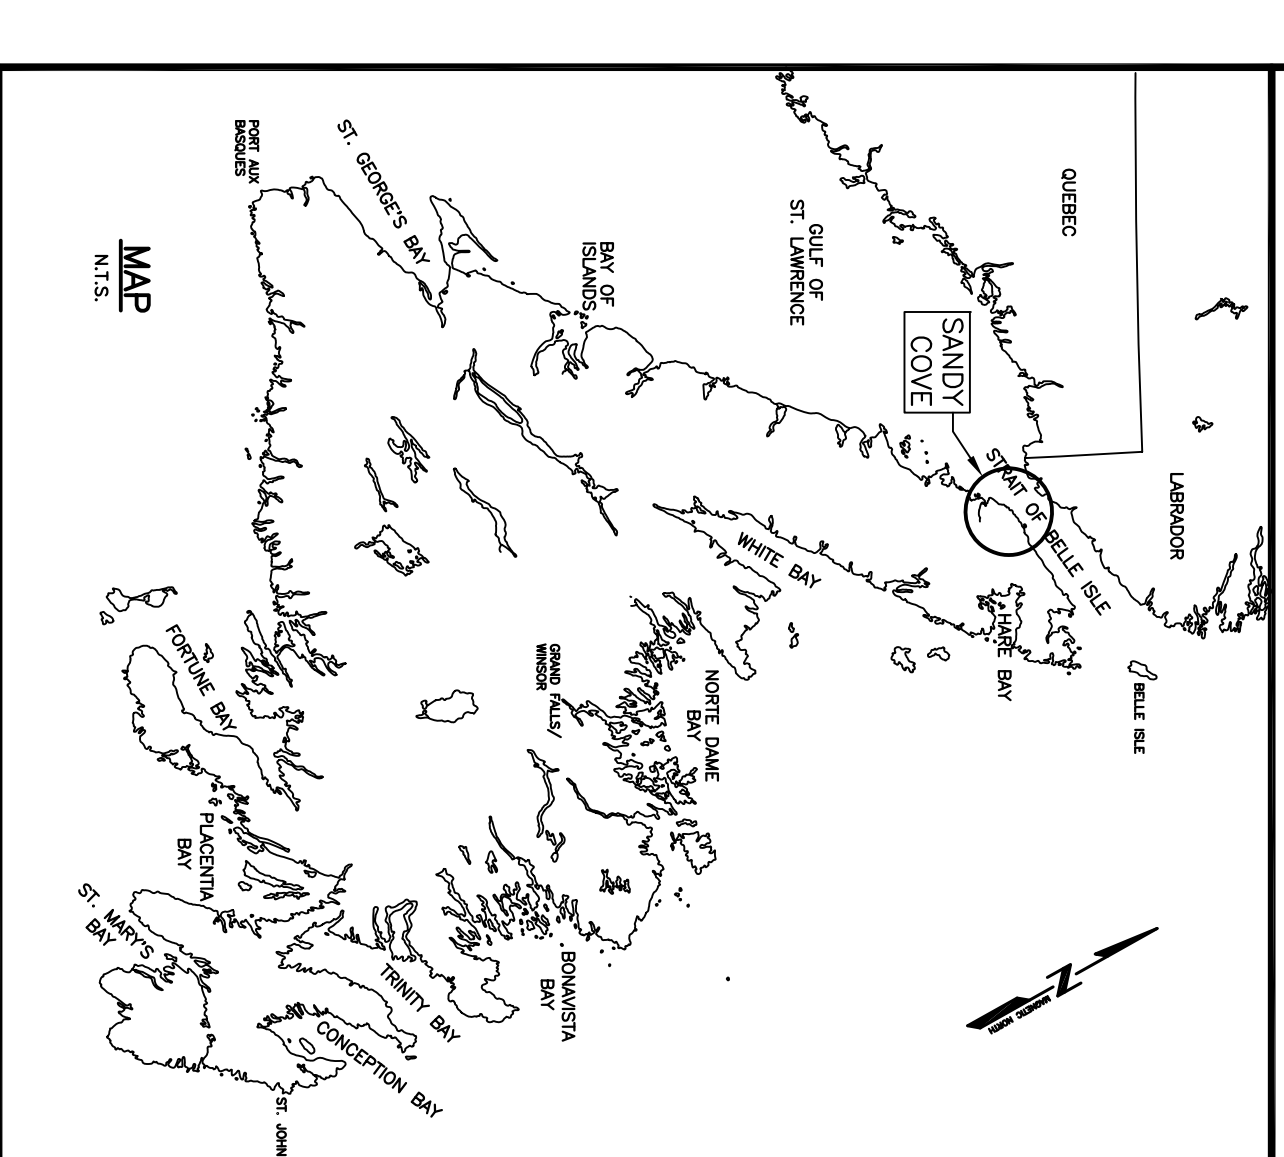 QUEBEC
LABRADOR
GULF OF
ST. LAWRENCE
SANDY
COVE
STRAIT OF BELLE ISLE
BELLE ISLE
HARE BAY
WHITE BAY
BAY OF
ISLANDS
ST. GEORGE'S BAY
PORT AUX
BASQUES
MAP
N.T.S.
GRAND FALLS/
WINSOR
NORTE DAME
BAY
FORTUNE BAY
PLACENTIA
BAY
ST. MARY'S
BAY
BONAVISTA
BAY
TRINITY BAY
CONCEPTION BAY
ST. JOHN
N
MAGNETIC NORTH